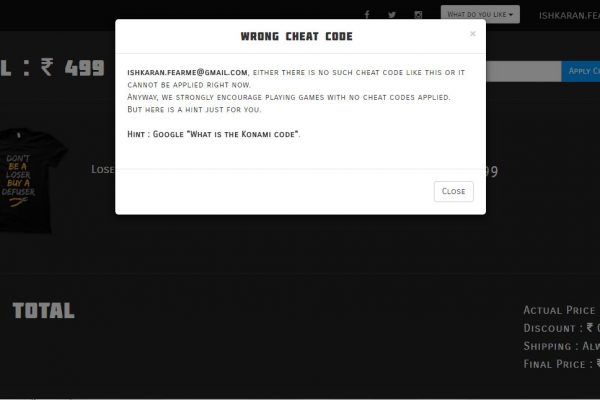 WHAT DO YOU LIKE
ISHKARAN.FEA
L : ₹ 499
APPLY C
WRONG CHEAT CODE
×
ISHKARAN.FEARME@GMAIL.COM, EITHER THERE IS NO SUCH CHEAT CODE LIKE THIS OR IT
CANNOT BE APPLIED RIGHT NOW.
ANYWAY, WE STRONGLY ENCOURAGE PLAYING GAMES WITH NO CHEAT CODES APPLIED.
BUT HERE IS A HINT JUST FOR YOU.
HINT : GOOGLE "WHAT IS THE KONAMI CODE".
CLOSE
DON'T
BE A
LOSER
BUY A
DEFUSER
LOSE
99
TOTAL
ACTUAL PRICE
DISCOUNT : ₹
SHIPPING : ALW
FINAL PRICE : ₹